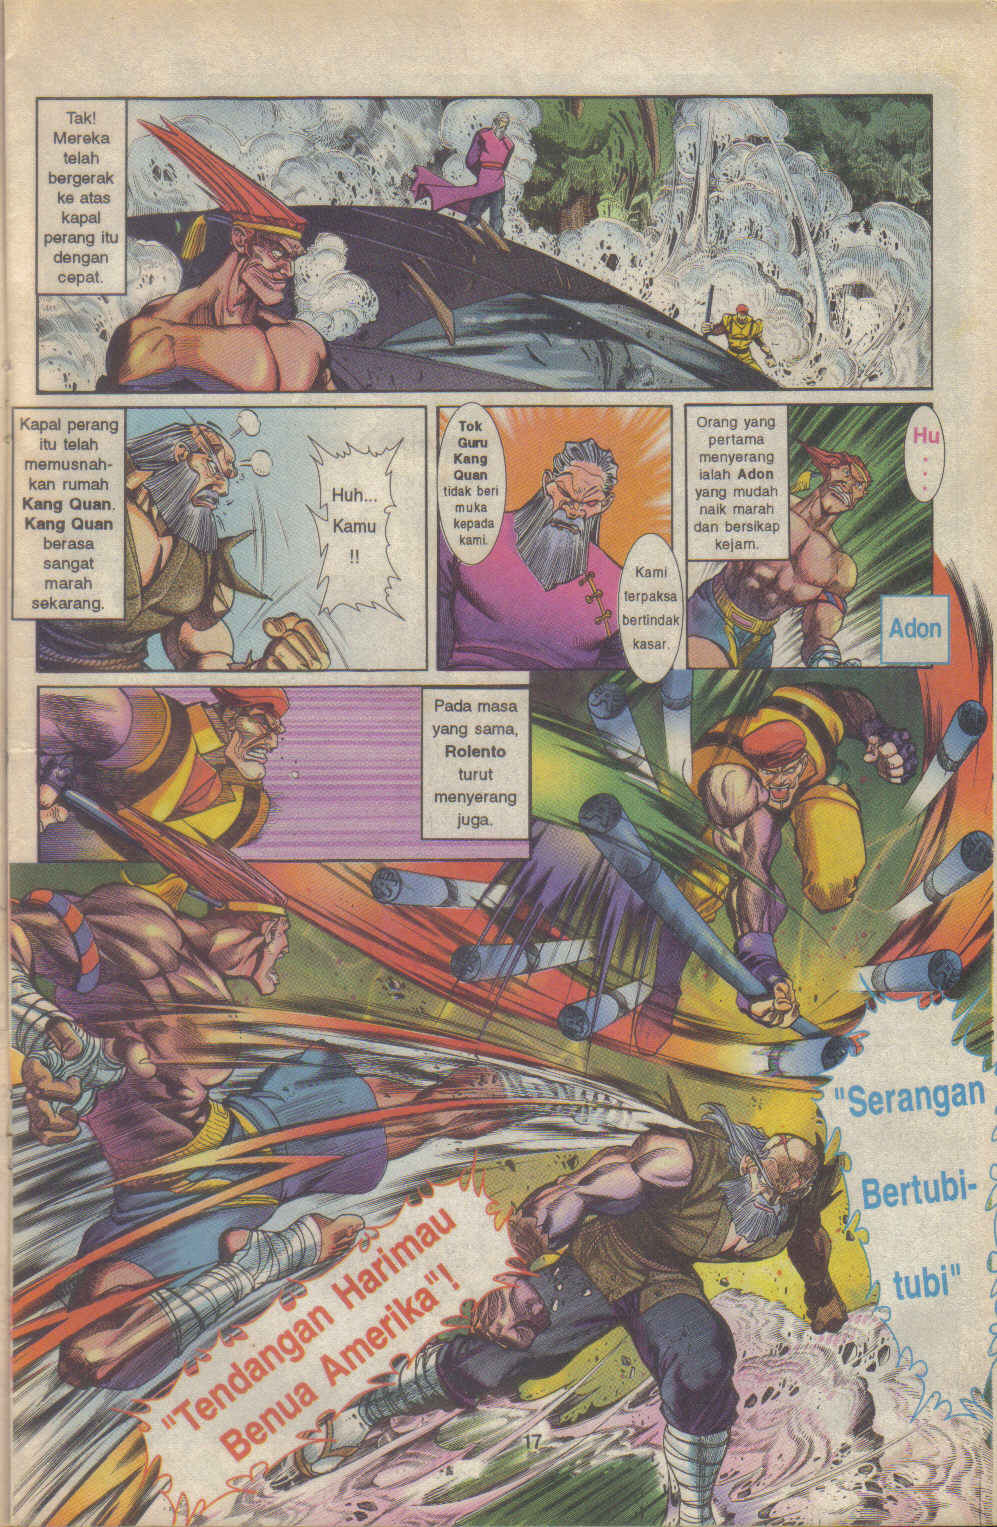 Tak!
Mereka
telah
bergerak
ke atas
kapal
perang itu
dengan
cepat.
Kapal perang
itu telah
memusnah-
kan rumah
Kang Quan.
Kang Quan
berasa
sangat
marah
sekarang.
Huh...
Kamu
!!
Tok
Guru
Kang
Quan
tidak beri
muka
kepada
kami.
Kami
terpaksa
bertindak
kasar.
Orang yang
pertama
menyerang
ialah Adon
yang mudah
naik marah
dan bersikap
kejam.
Hu
.
.
.
.
Adon
Pada masa
yang sama,
Rolento
turut
menyerang
juga.
"Serangan
Bertubi-
tubi"
"Tendangan Harimau
Benua Amerika"!
17